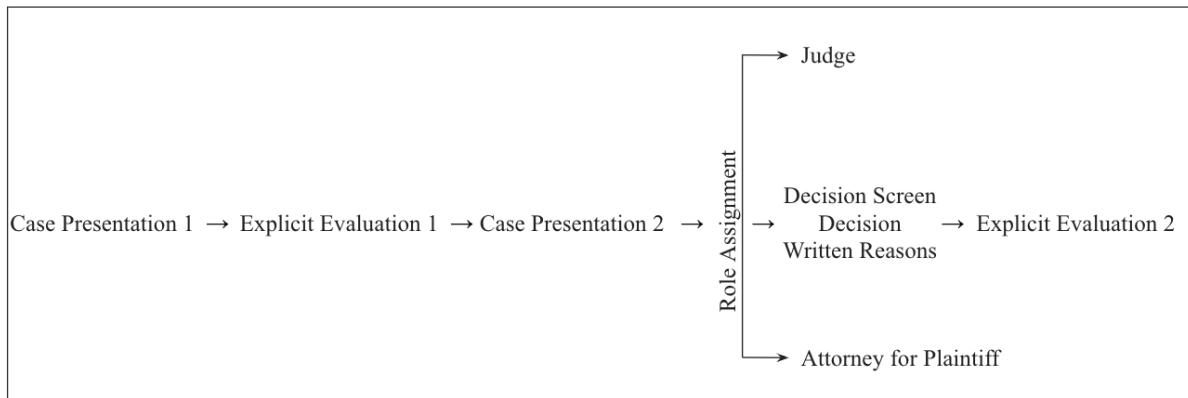 Judge
Case Presentation 1 → Explicit Evaluation 1 → Case Presentation 2 →
Role Assignment
→ Decision Screen
Decision
Written Reasons
→ Explicit Evaluation 2
Attorney for Plaintiff